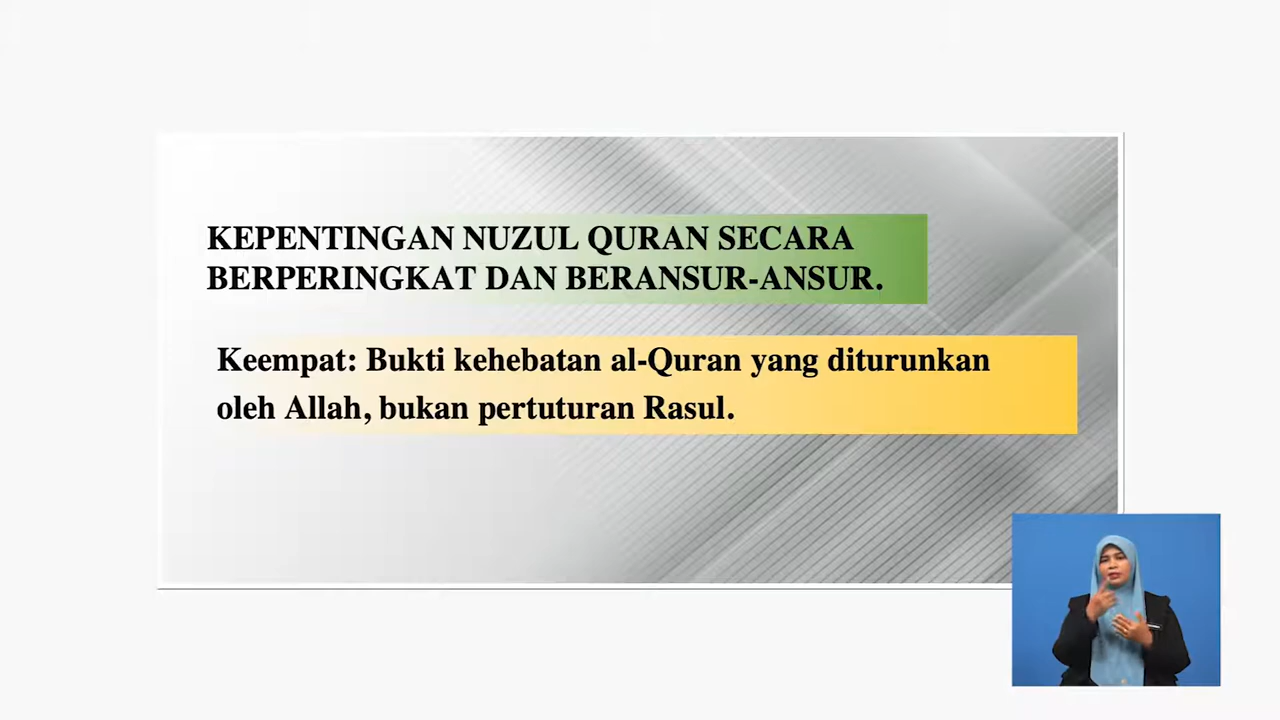 KEPENTINGAN NUZUL QURAN SECARA
BERPERINGKAT DAN BERANSUR-ANSUR.
Keempat: Bukti kehebatan al-Quran yang diturunkan
oleh Allah, bukan pertuturan Rasul.